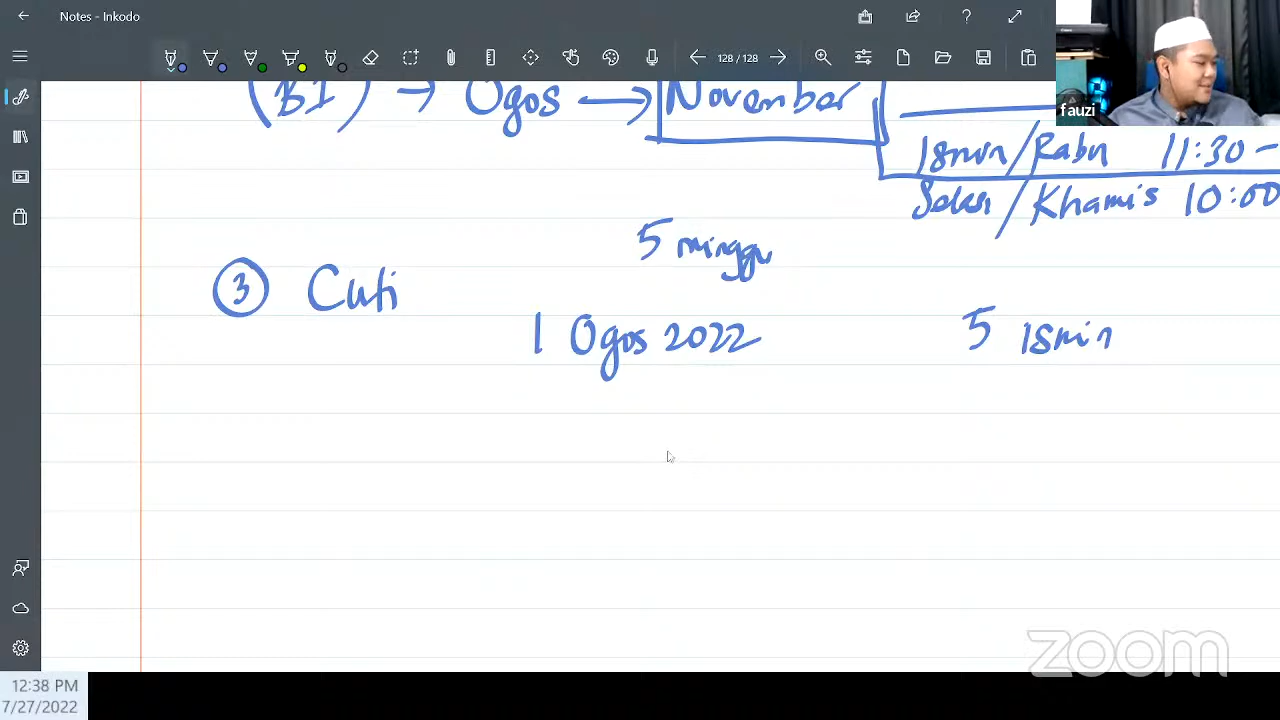 Notes - Inkodo
128 / 128
fauzi
(BI) → Ogos → November
Isnin/Rabu 11:30 -
Selasa/Khamis 10:00
5 minggu
3 Cuti
1 Ogos 2022 5 Isnin
zoom
12:38 PM
7/27/2022